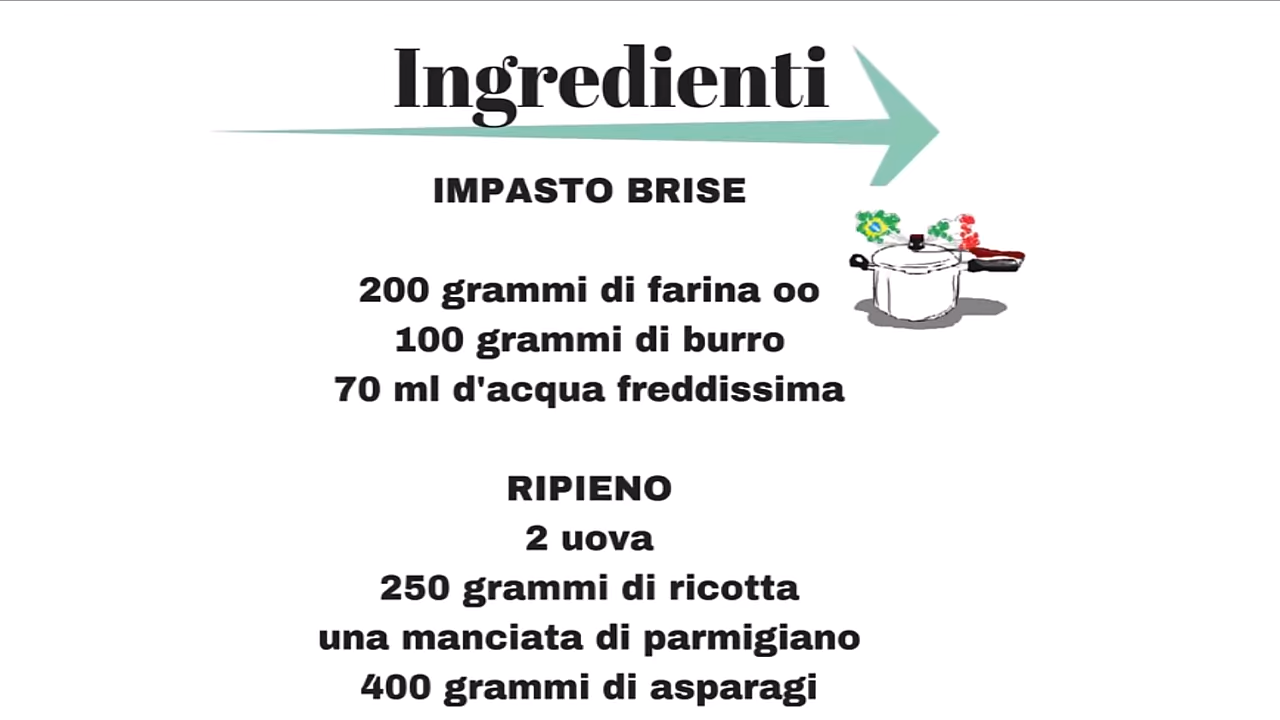 Ingredienti
IMPASTO BRISE
200 grammi di farina oo
100 grammi di burro
70 ml d'acqua freddissima
RIPIENO
2 uova
250 grammi di ricotta
una manciata di parmigiano
400 grammi di asparagi